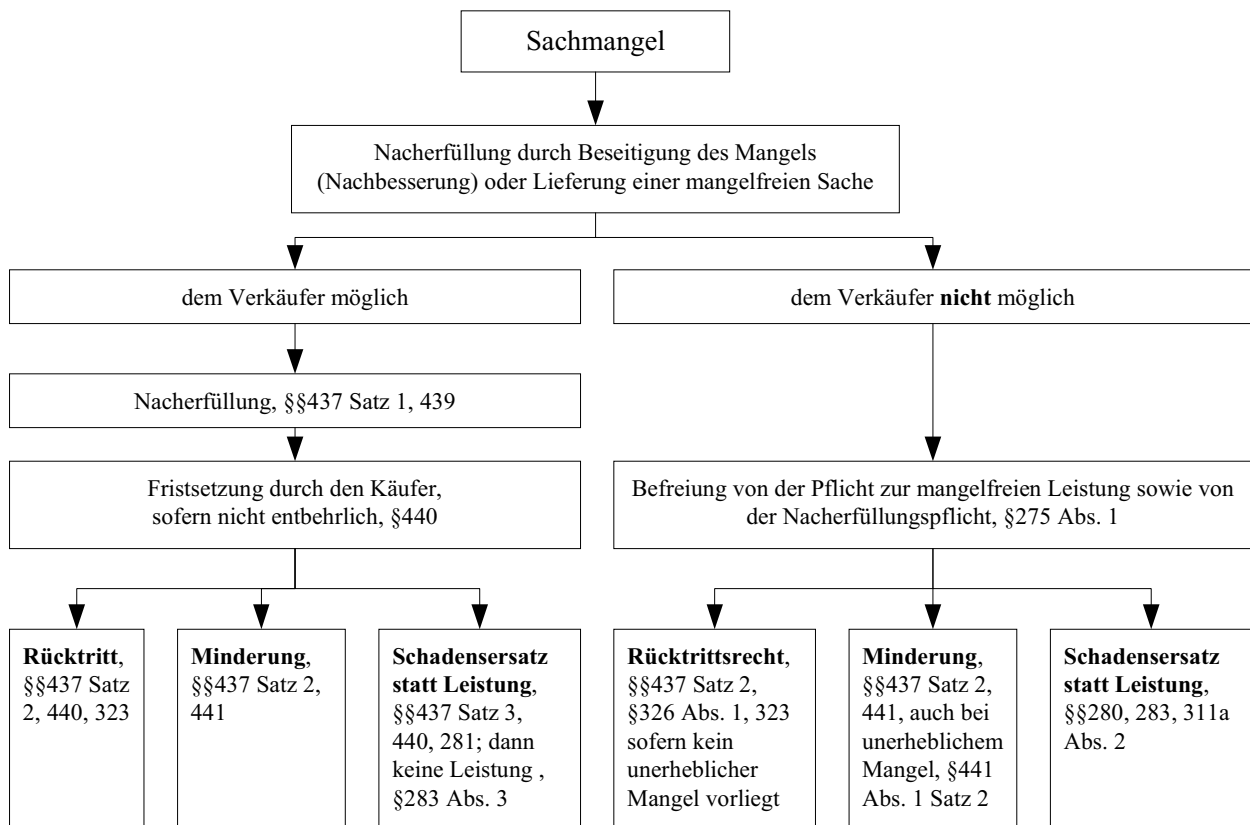 Sachmangel
Nacherfüllung durch Beseitigung des Mangels
(Nachbesserung) oder Lieferung einer mangelfreien Sache
dem Verkäufer möglich
dem Verkäufer nicht möglich
Nacherfüllung, §§437 Satz 1, 439
Fristsetzung durch den Käufer,
sofern nicht entbehrlich, §440
Befreiung von der Pflicht zur mangelfreien Leistung sowie von
der Nacherfüllungspflicht, §275 Abs. 1
Rücktritt,
§§437 Satz
2, 440, 323
Minderung,
§§437 Satz 2,
441
Schadensersatz
statt Leistung,
§§437 Satz 3,
440, 281; dann
keine Leistung ,
§283 Abs. 3
Rücktrittsrecht,
§§437 Satz 2,
§326 Abs. 1, 323
sofern kein
unerheblicher
Mangel vorliegt
Minderung,
§§437 Satz 2,
441, auch bei
unerheblichem
Mangel, §441
Abs. 1 Satz 2
Schadensersatz
statt Leistung,
§§280, 283, 311a
Abs. 2